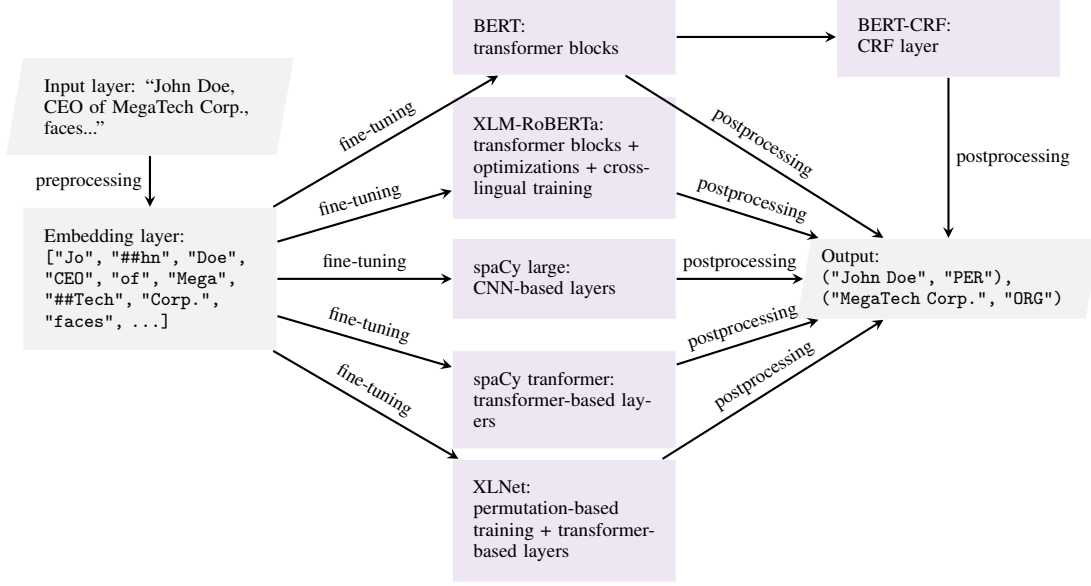 BERT:
transformer blocks
BERT-CRF:
CRF layer
Input layer: “John Doe,
CEO of MegaTech Corp.,
faces...”
preprocessing
Embedding layer:
["Jo", "##hn", "Doe",
"CEO", "of", "Mega",
"##Tech", "Corp.",
"faces", ...]
fine-tuning
fine-tuning
fine-tuning
fine-tuning
fine-tuning
XLM-RoBERTa:
transformer blocks +
optimizations + cross-
lingual training
spaCy large:
CNN-based layers
spaCy tranformer:
transformer-based lay-
ers
XLNet:
permutation-based
training + transformer-
based layers
postprocessing
postprocessing
postprocessing
postprocessing
postprocessing
postprocessing
Output:
("John Doe", "PER"),
("MegaTech Corp.", "ORG")